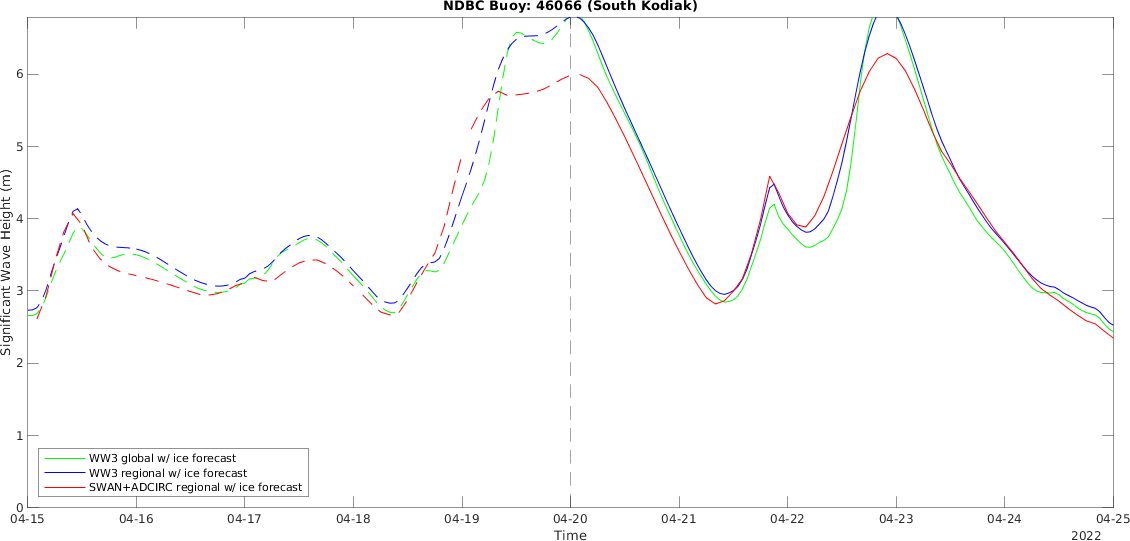 NDBC Buoy: 46066 (South Kodiak)
Significant Wave Height (m)
6
5
4
3
2
1
0
WW3 global w/ ice forecast
WW3 regional w/ ice forecast
SWAN+ADCIRC regional w/ ice forecast
04-15 04-16 04-17 04-18 04-19 04-20 04-21 04-22 04-23 04-24 04-25
Time
2022